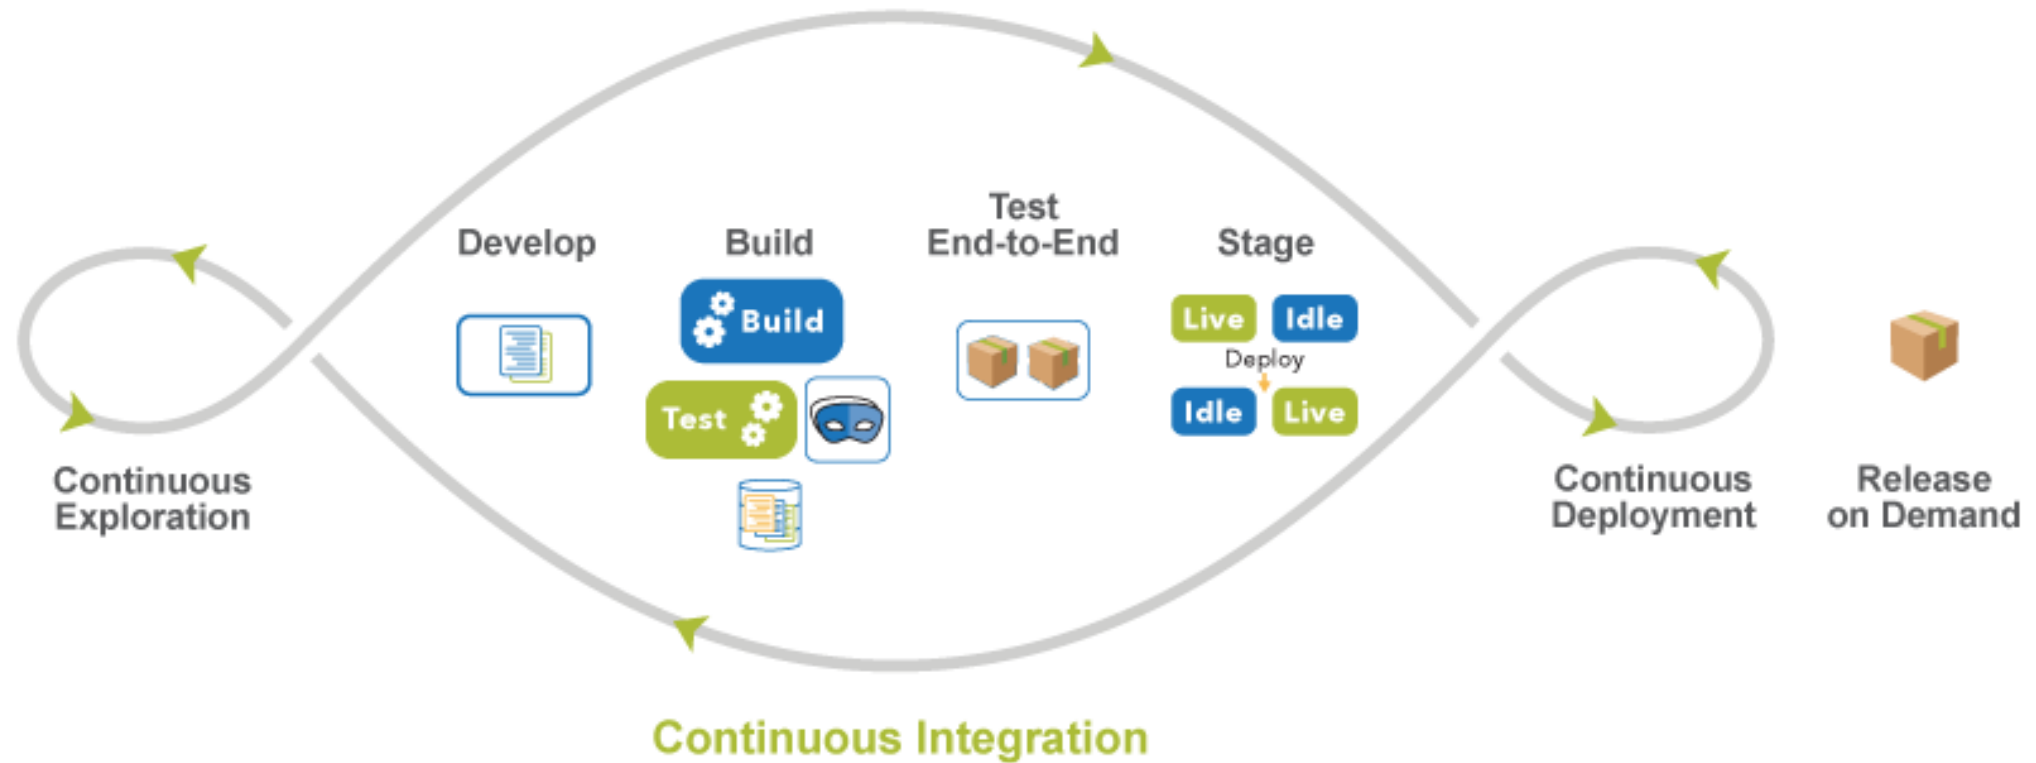 Develop
Build
Test
End-to-End
Stage
Build
Test
Live
Idle
Deploy
Idle
Live
Continuous
Exploration
Continuous
Deployment
Release
on Demand
Continuous Integration